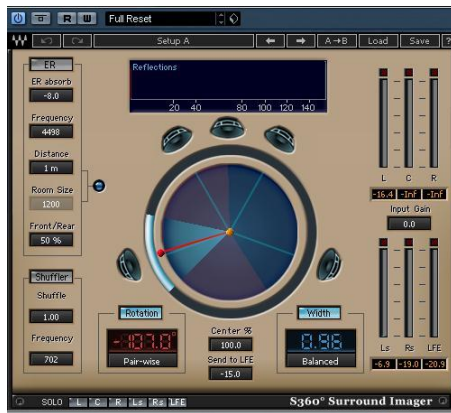 R W Full Reset
Setup A A→B Load Save ?
ER
ER absorb
-8.0
Frequency
4498
Distance
1 m
Room Size
1200
Front/Rear
50 %
Shuffler
Shuffle
1.00
Frequency
702
Reflections
20 40 80 100 120 140
L C R
-16.4 -Inf -Inf
Input Gain
0.0
Ls Rs LFE
-6.9 -19.0 -20.9
Rotation
-107.0°
Pair-wise
Center %
100.0
Send to LFE
-15.0
Width
0.96
Balanced
SOLO L C R Ls Rs LFE
S360° Surround Imager